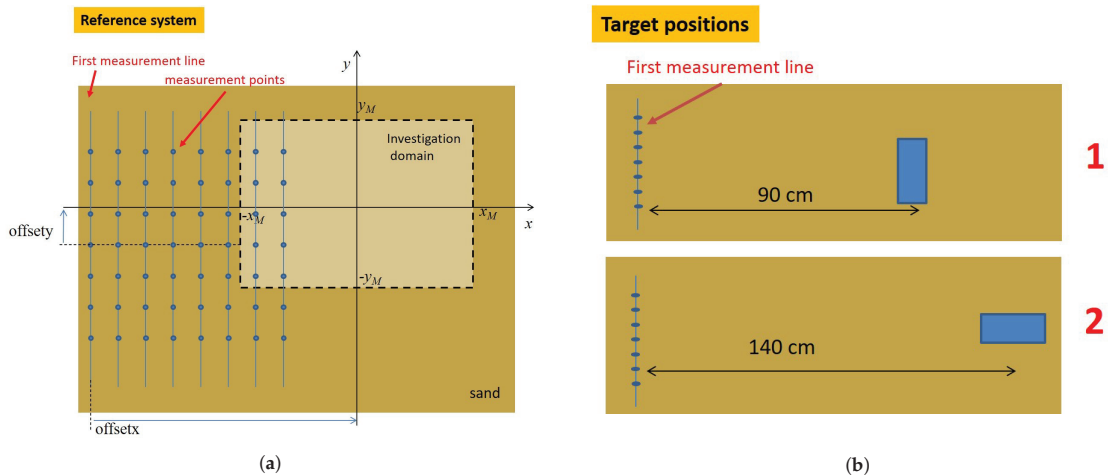 Reference system
First measurement line
measurement points
y
y_M
Investigation
domain
-x_M
x_M
x
offsety
-y_M
sand
offsetx
(a)
Target positions
First measurement line
1
90 cm
2
140 cm
(b)